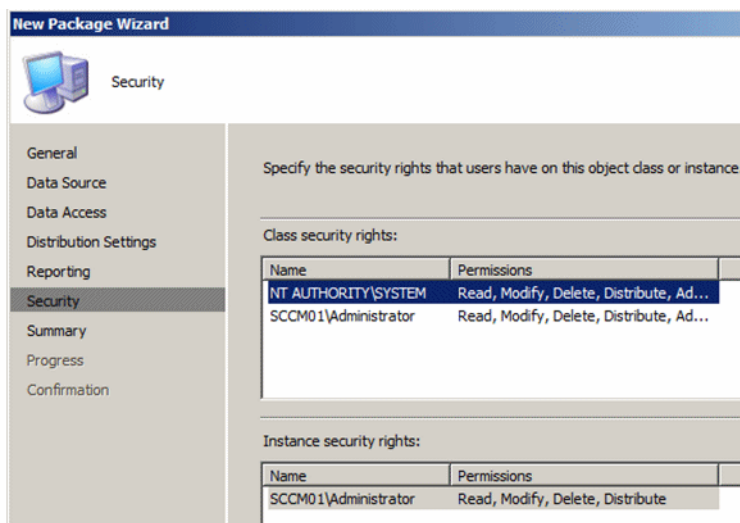 New Package Wizard
Security
General
Data Source
Data Access
Distribution Settings
Reporting
Security
Summary
Progress
Confirmation
Specify the security rights that users have on this object class or instance
Class security rights:
Name Permissions
NT AUTHORITY\SYSTEM Read, Modify, Delete, Distribute, Ad...
SCCM01\Administrator Read, Modify, Delete, Distribute, Ad...
Instance security rights:
Name Permissions
SCCM01\Administrator Read, Modify, Delete, Distribute